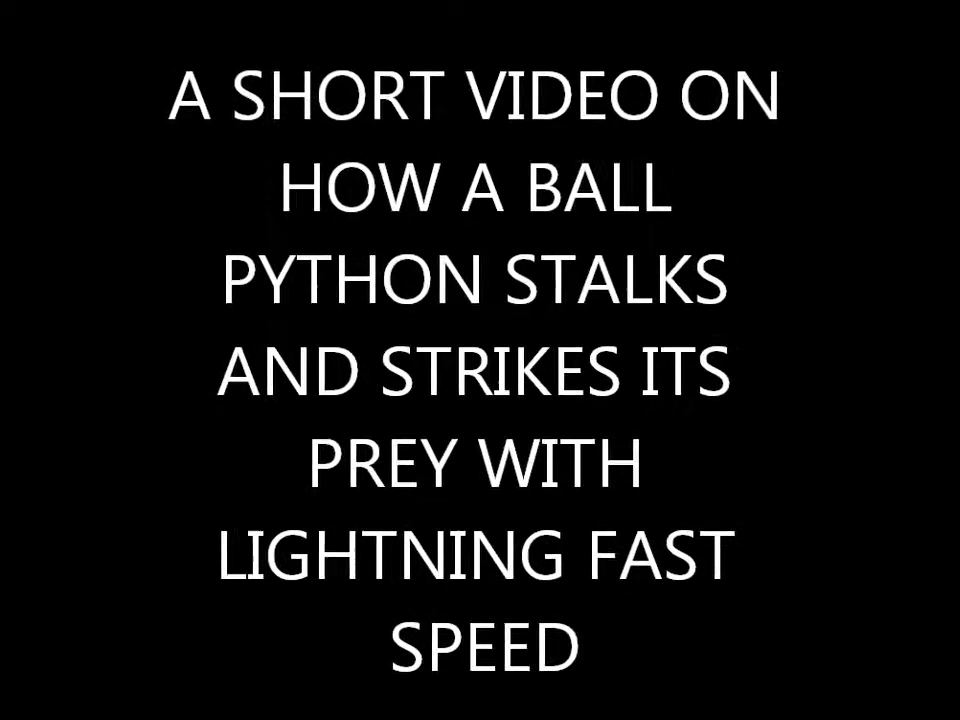 A SHORT VIDEO ON
HOW A BALL
PYTHON STALKS
AND STRIKES ITS
PREY WITH
LIGHTNING FAST
SPEED